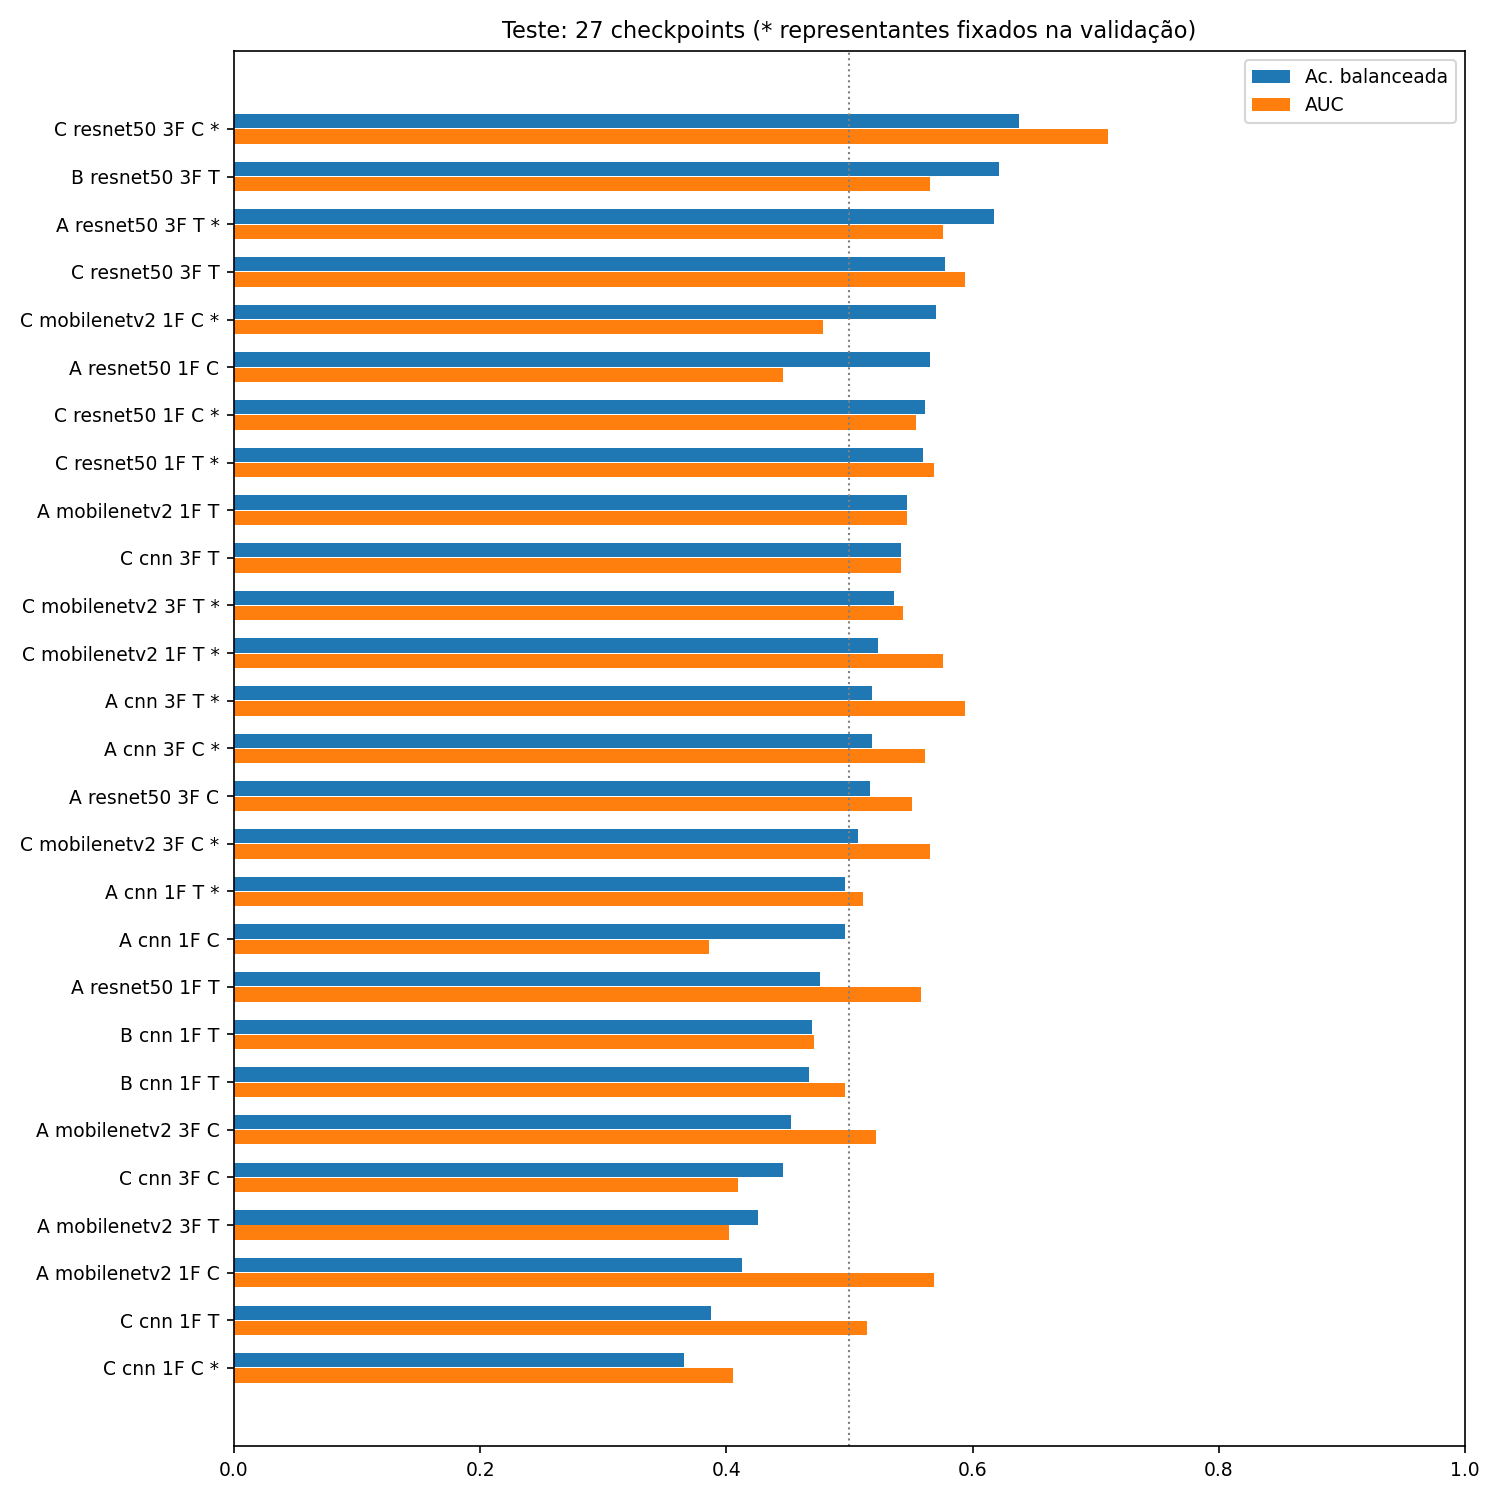 Teste: 27 checkpoints (* representantes fixados na validação)
Ac. balanceada
AUC
C resnet50 3F C *
B resnet50 3F T
A resnet50 3F T *
C resnet50 3F T
C mobilenetv2 1F C *
A resnet50 1F C
C resnet50 1F C *
C resnet50 1F T *
A mobilenetv2 1F T
C cnn 3F T
C mobilenetv2 3F T *
C mobilenetv2 1F T *
A cnn 3F T *
A cnn 3F C *
A resnet50 3F C
C mobilenetv2 3F C *
A cnn 1F T *
A cnn 1F C
A resnet50 1F T
B cnn 1F T
B cnn 1F T
A mobilenetv2 3F C
C cnn 3F C
A mobilenetv2 3F T
A mobilenetv2 1F C
C cnn 1F T
C cnn 1F C *
0.0 0.2 0.4 0.6 0.8 1.0